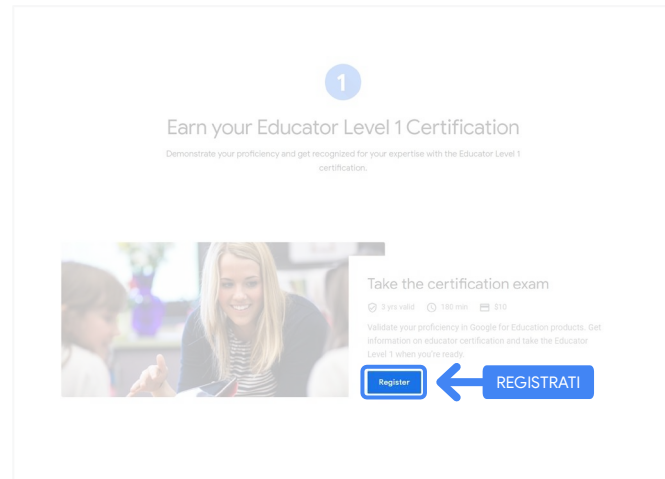 1
Earn your Educator Level 1 Certification
Demonstrate your proficiency and get recognized for your expertise with the Educator Level 1
certification.
Take the certification exam
3 yrs valid 180 min $10
Validate your proficiency in Google for Education products. Get
information on educator certification and take the Educator
Level 1 when you're ready.
Register
REGISTRATI